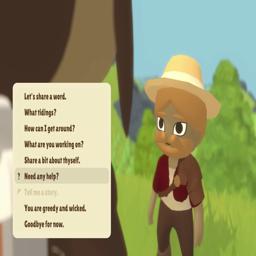 Let's share a word.
What tidings?
How can I get around?
What are you working on?
Share a bit about thyself.
? Need any help?
Tell me a story.
You are greedy and wicked.
Goodbye for now.